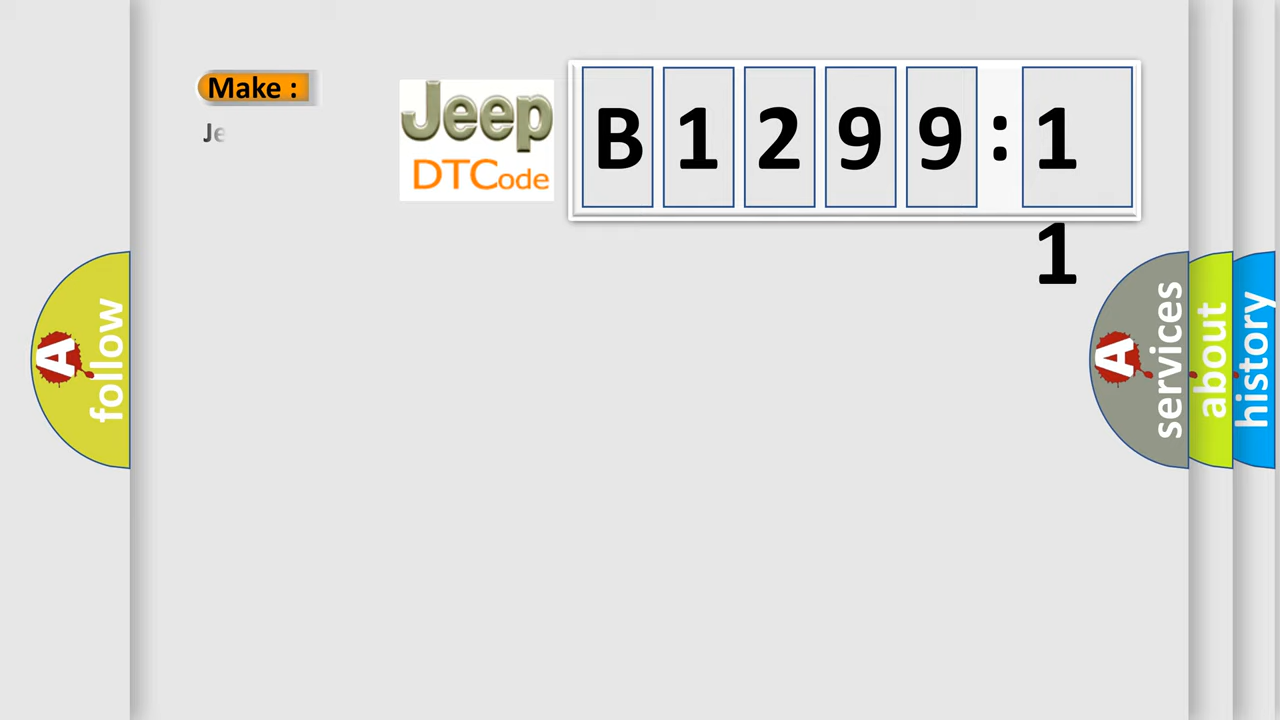 Make :
Je
Jeep
DTCode
B 1 2 9 9 : 1
1
A follow
A services
about
history